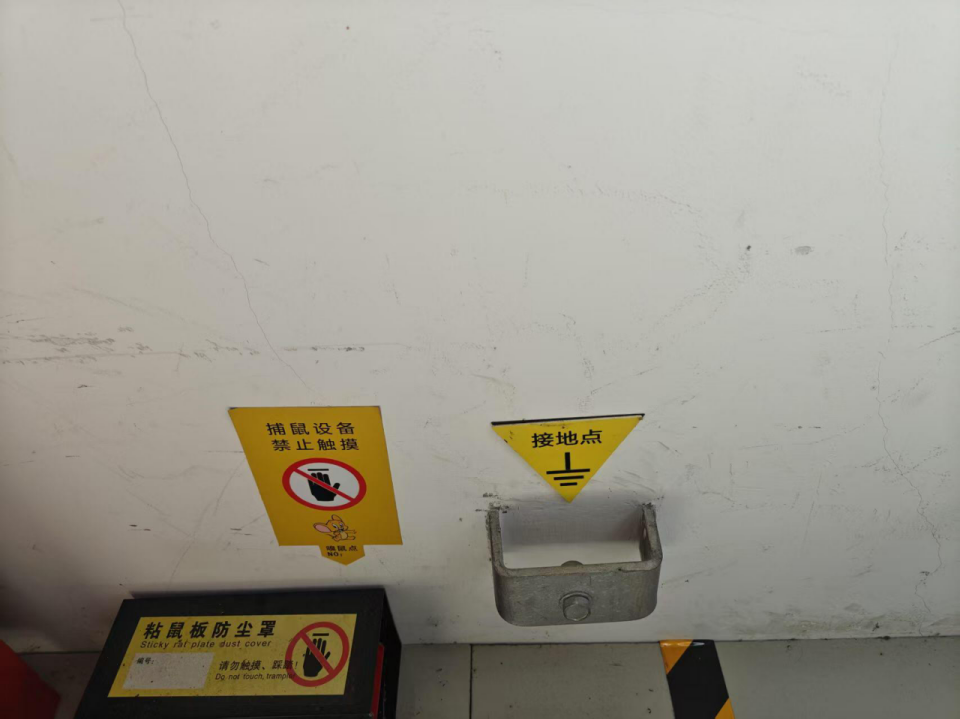 捕鼠设备
禁止触摸
捕鼠点
NO:
接地点
粘鼠板防尘罩
Sticky rat plate dust cover
编号:
请勿触摸、踩踏!
Do not touch, trample